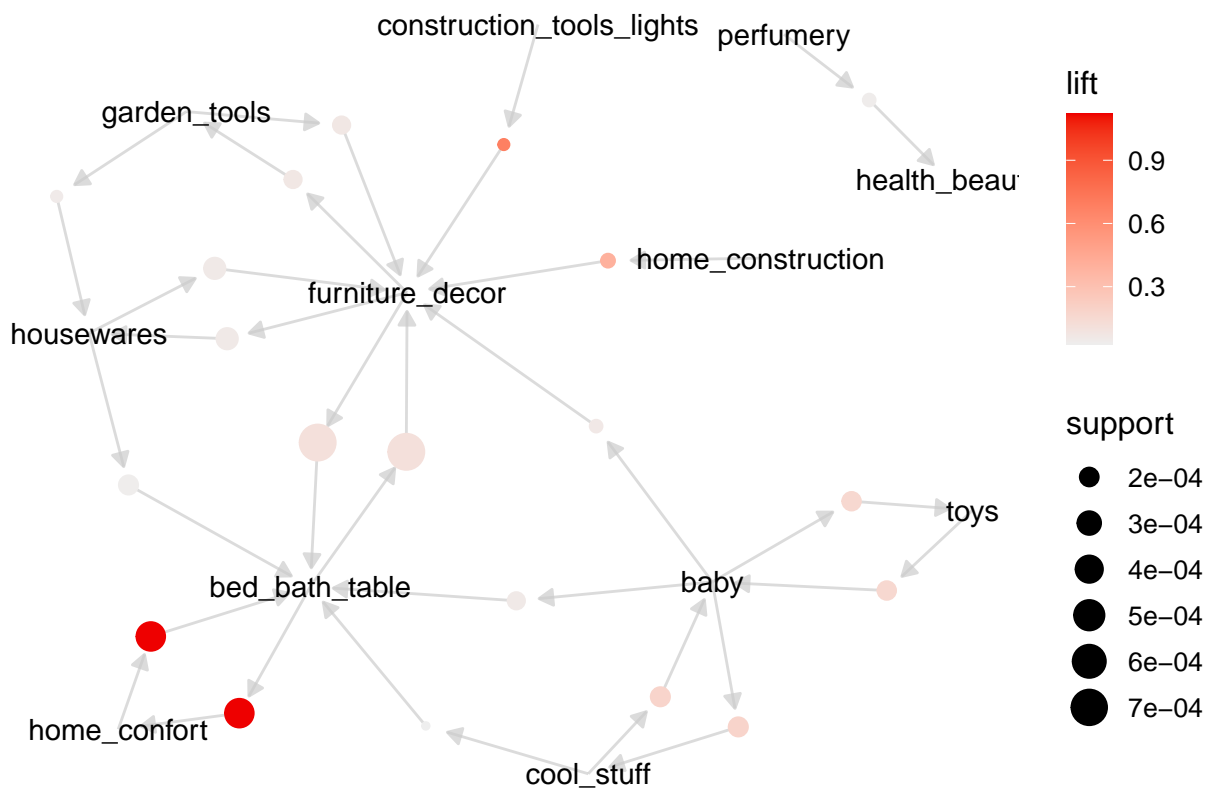 construction_tools_lights
perfumery
garden_tools
health_beau
home_construction
furniture_decor
housewares
toys
bed_bath_table
baby
home_confort
cool_stuff
lift
0.9
0.6
0.3
support
2e−04
3e−04
4e−04
5e−04
6e−04
7e−04